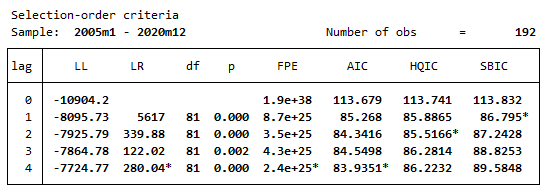 Selection-order criteria
Sample:  2005m1 - 2020m12                     Number of obs      =       192
lag      LL      LR      df    p      FPE       AIC      HQIC      SBIC
0   -10904.2                      1.9e+38   113.679   113.741   113.832
1   -8095.73    5617    81  0.000  8.7e+25    85.268   85.8865    86.795*
2   -7925.79  339.88    81  0.000  3.5e+25   84.3416   85.5166*  87.2428
3   -7864.78  122.02    81  0.002  4.3e+25   84.5498   86.2814   88.8253
4   -7724.77  280.04*   81  0.000  2.4e+25*  83.9351*  86.2232   89.5848